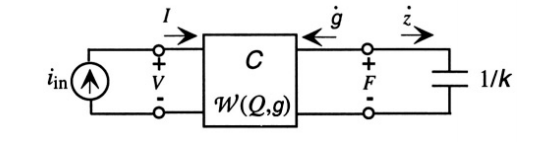 I ġ ż
i_in + V - C W(Q,g) + F - 1/k